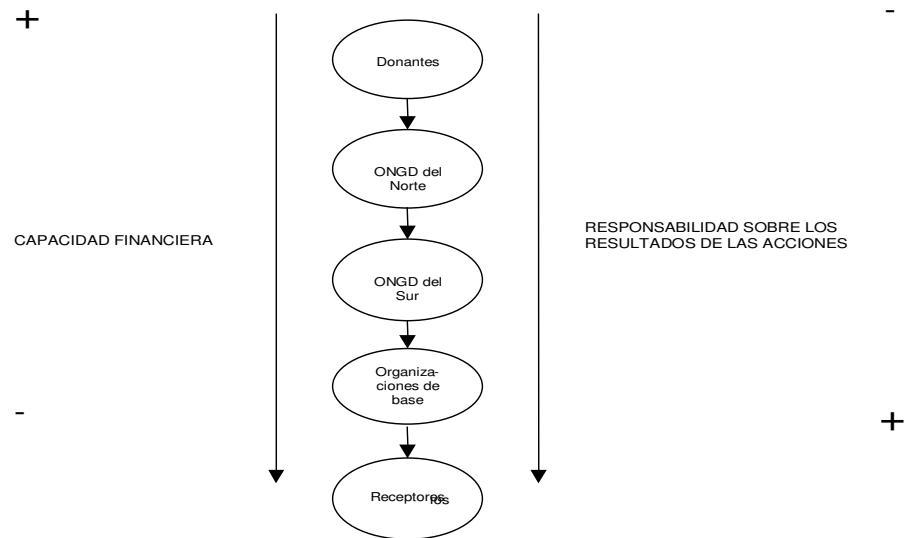 +
-
Donantes
ONGD del
Norte
CAPACIDAD FINANCIERA
RESPONSABILIDAD SOBRE LOS
RESULTADOS DE LAS ACCIONES
ONGD del
Sur
Organiza-
ciones de
base
-
+
Receptores